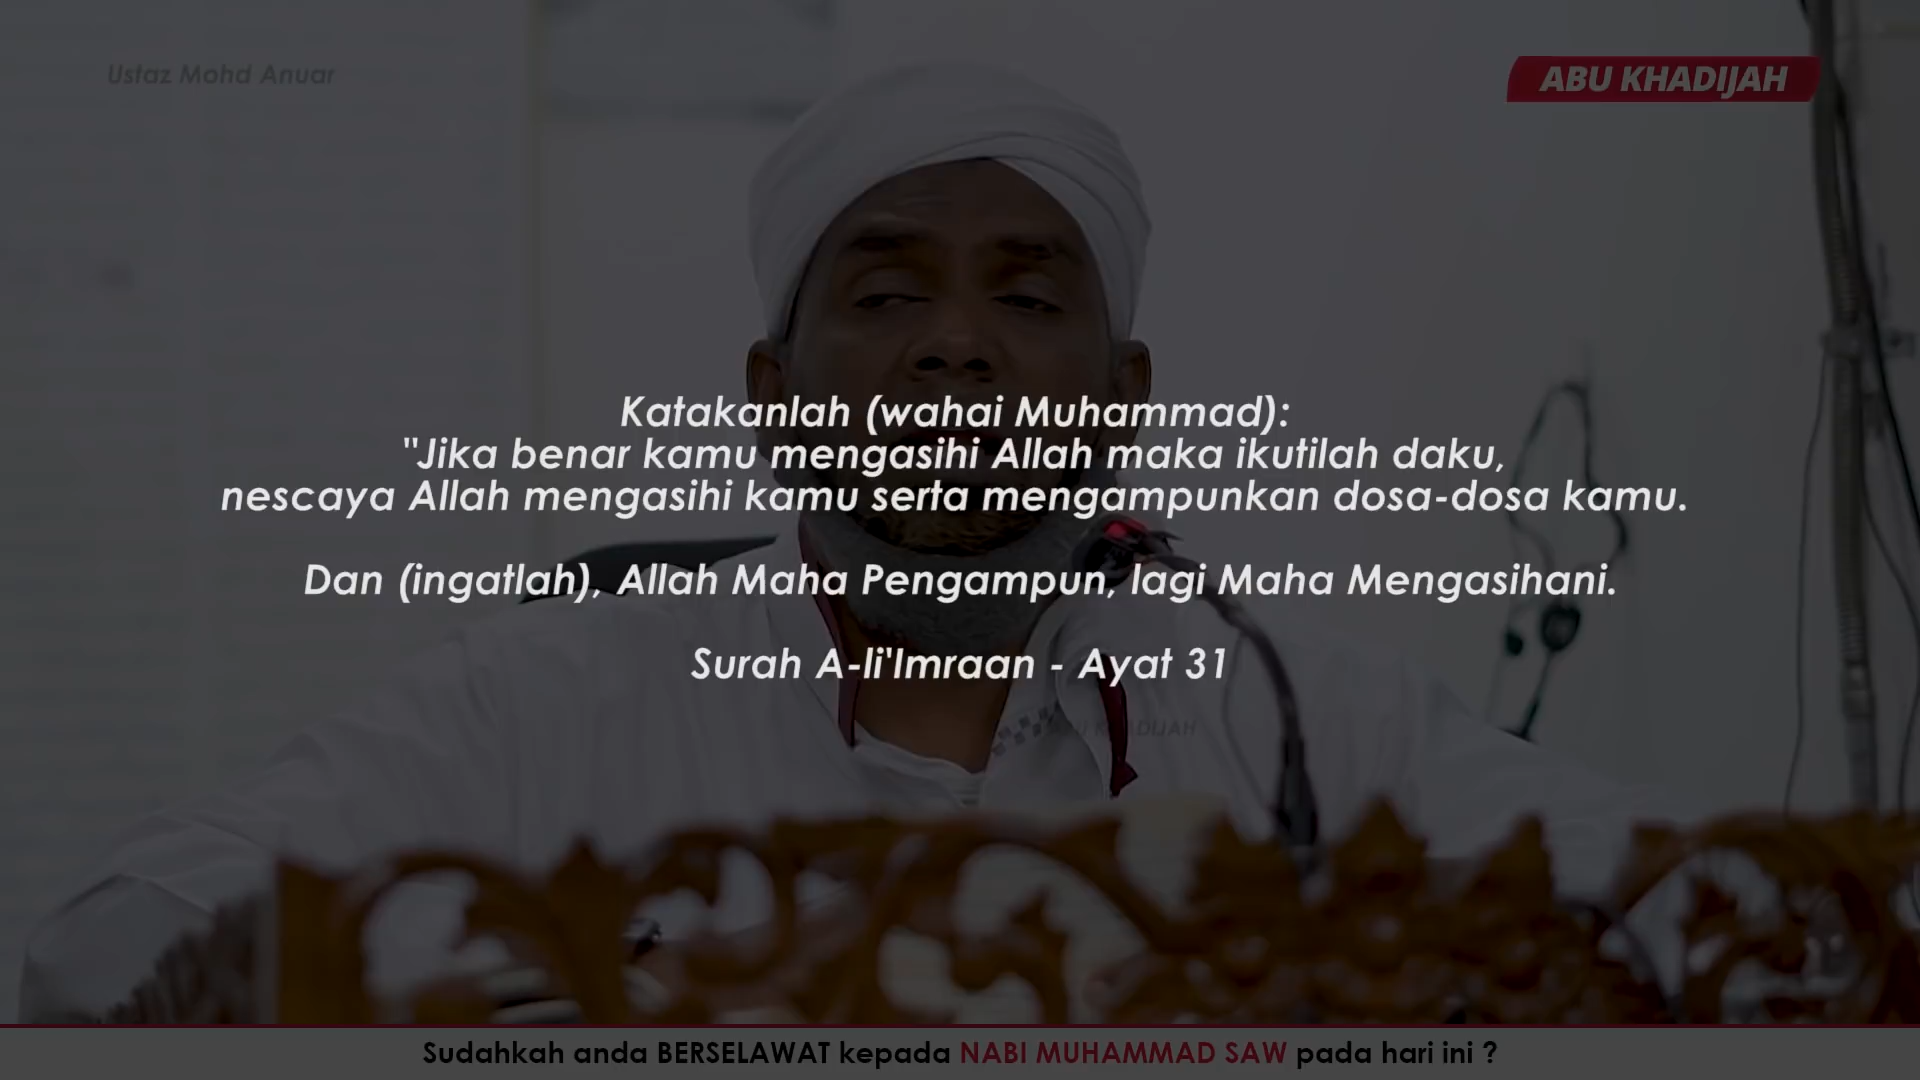 Ustaz Mohd Anuar
ABU KHADIJAH
Katakanlah (wahai Muhammad):
"Jika benar kamu mengasihi Allah maka ikutilah daku,
nescaya Allah mengasihi kamu serta mengampunkan dosa-dosa kamu.
Dan (ingatlah), Allah Maha Pengampun, lagi Maha Mengasihani.
Surah A-li'Imraan - Ayat 31
ABU KHADIJAH
Sudahkah anda BERSELAWAT kepada NABI MUHAMMAD SAW pada hari ini ?